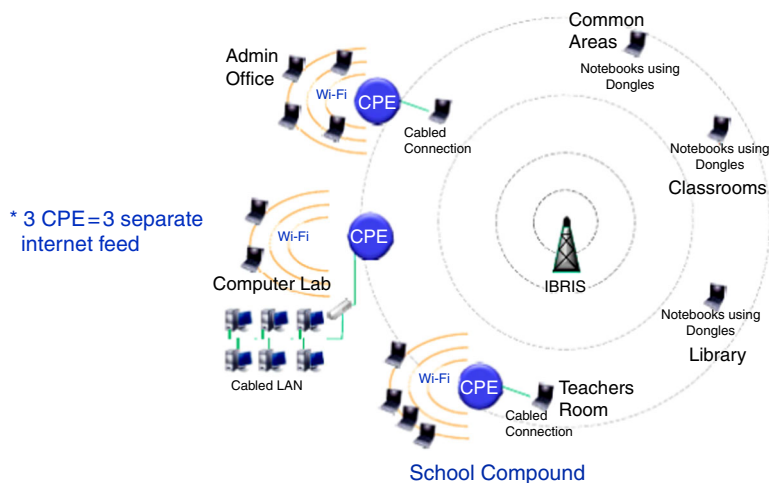 Common
Areas
Notebooks using
Dongles
Admin
Office
Wi-Fi
CPE
Cabled
Connection
Notebooks using
Dongles
Classrooms
* 3 CPE=3 separate
internet feed
Wi-Fi
CPE
Computer Lab
Cabled LAN
IBRIS
Notebooks using
Dongles
Library
Wi-Fi
CPE
Teachers
Room
Cabled
Connection
School Compound